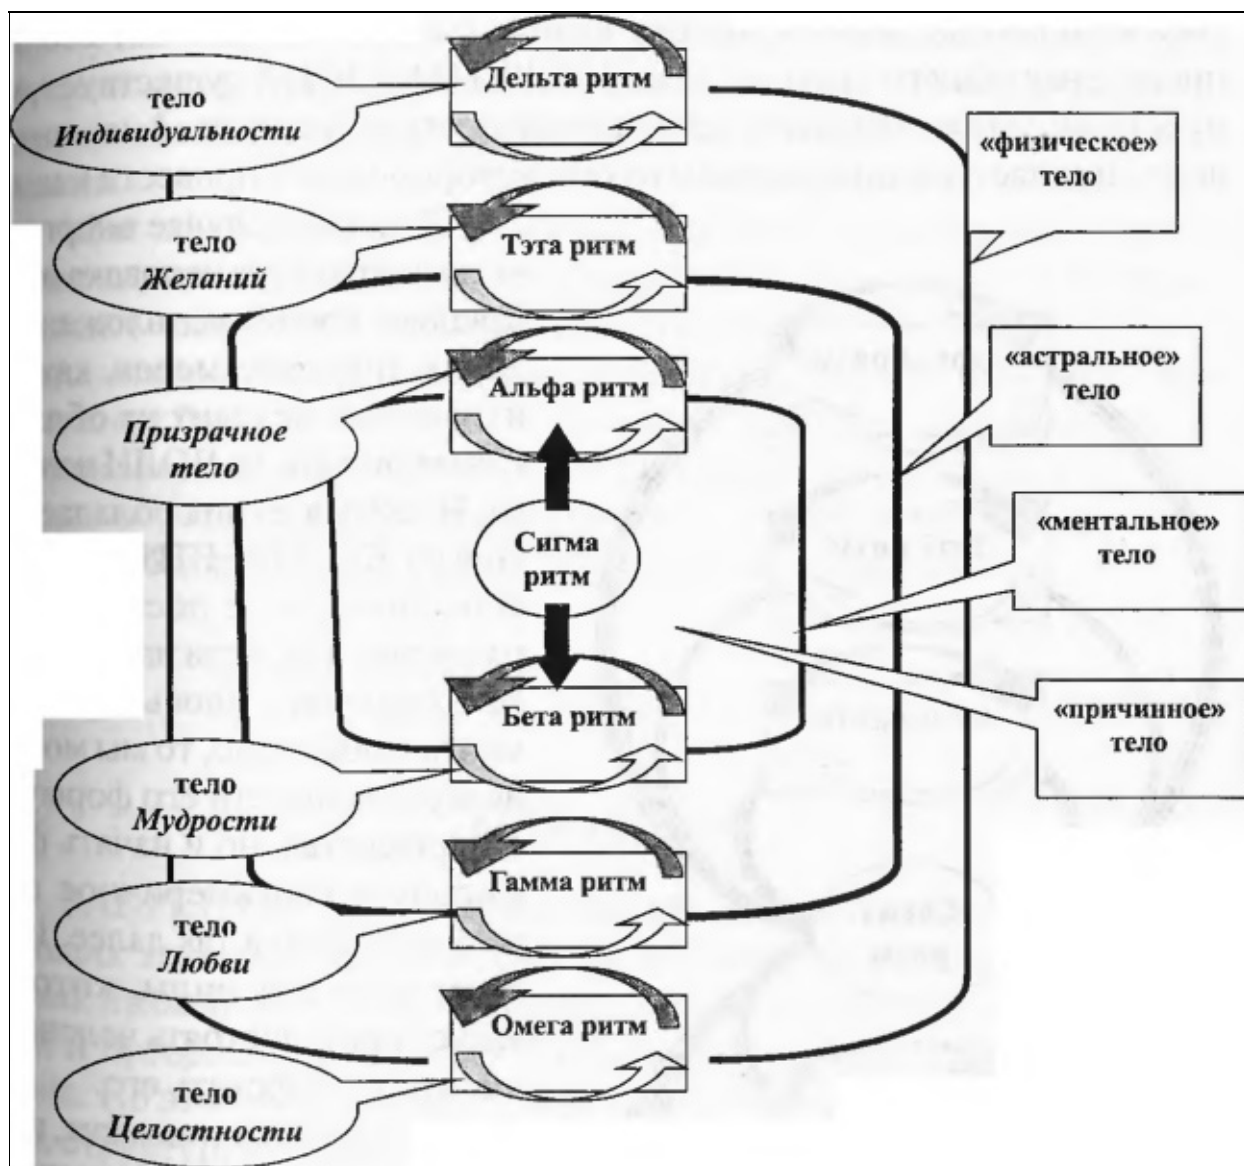 Дельта ритм
тело
Индивидуальности
«физическое»
тело
тело
Желаний
Тэта ритм
«астральное»
тело
Альфа ритм
Призрачное
тело
«ментальное»
тело
Сигма
ритм
«причинное»
тело
Бета ритм
тело
Мудрости
Гамма ритм
тело
Любви
Омега ритм
тело
Целостности